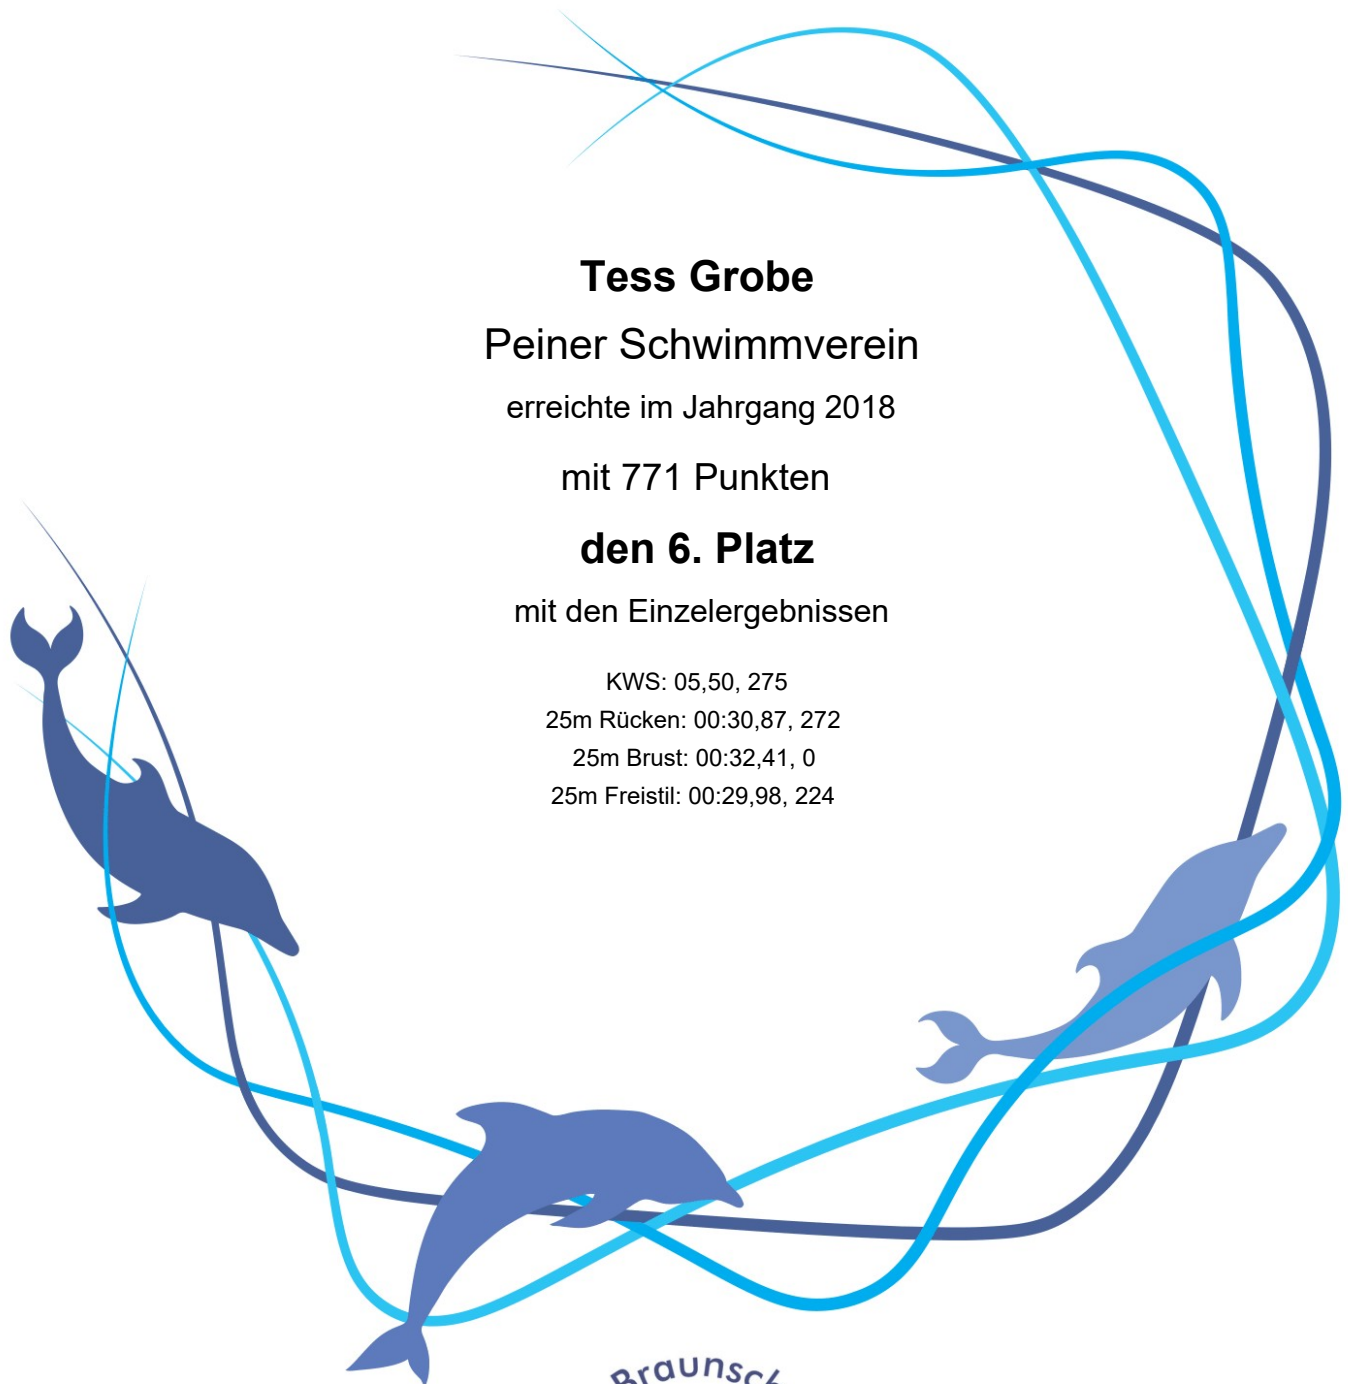 Tess Grobe
Peiner Schwimmverein
erreichte im Jahrgang 2018
mit 771 Punkten
den 6. Platz
mit den Einzelergebnissen
KWS: 05,50, 275
25m Rücken: 00:30,87, 272
25m Brust: 00:32,41, 0
25m Freistil: 00:29,98, 224